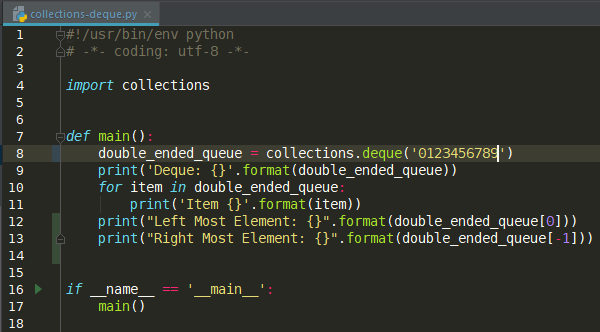 collections-deque.py ×
1 #!/usr/bin/env python
2 # -*- coding: utf-8 -*-
3
4 import collections
5
6
7 def main():
8     double_ended_queue = collections.deque('0123456789')
9     print('Deque: {}'.format(double_ended_queue))
10     for item in double_ended_queue:
11         print('Item {}'.format(item))
12     print("Left Most Element: {}".format(double_ended_queue[0]))
13     print("Right Most Element: {}".format(double_ended_queue[-1]))
14
15
16 if __name__ == '__main__':
17     main()
18